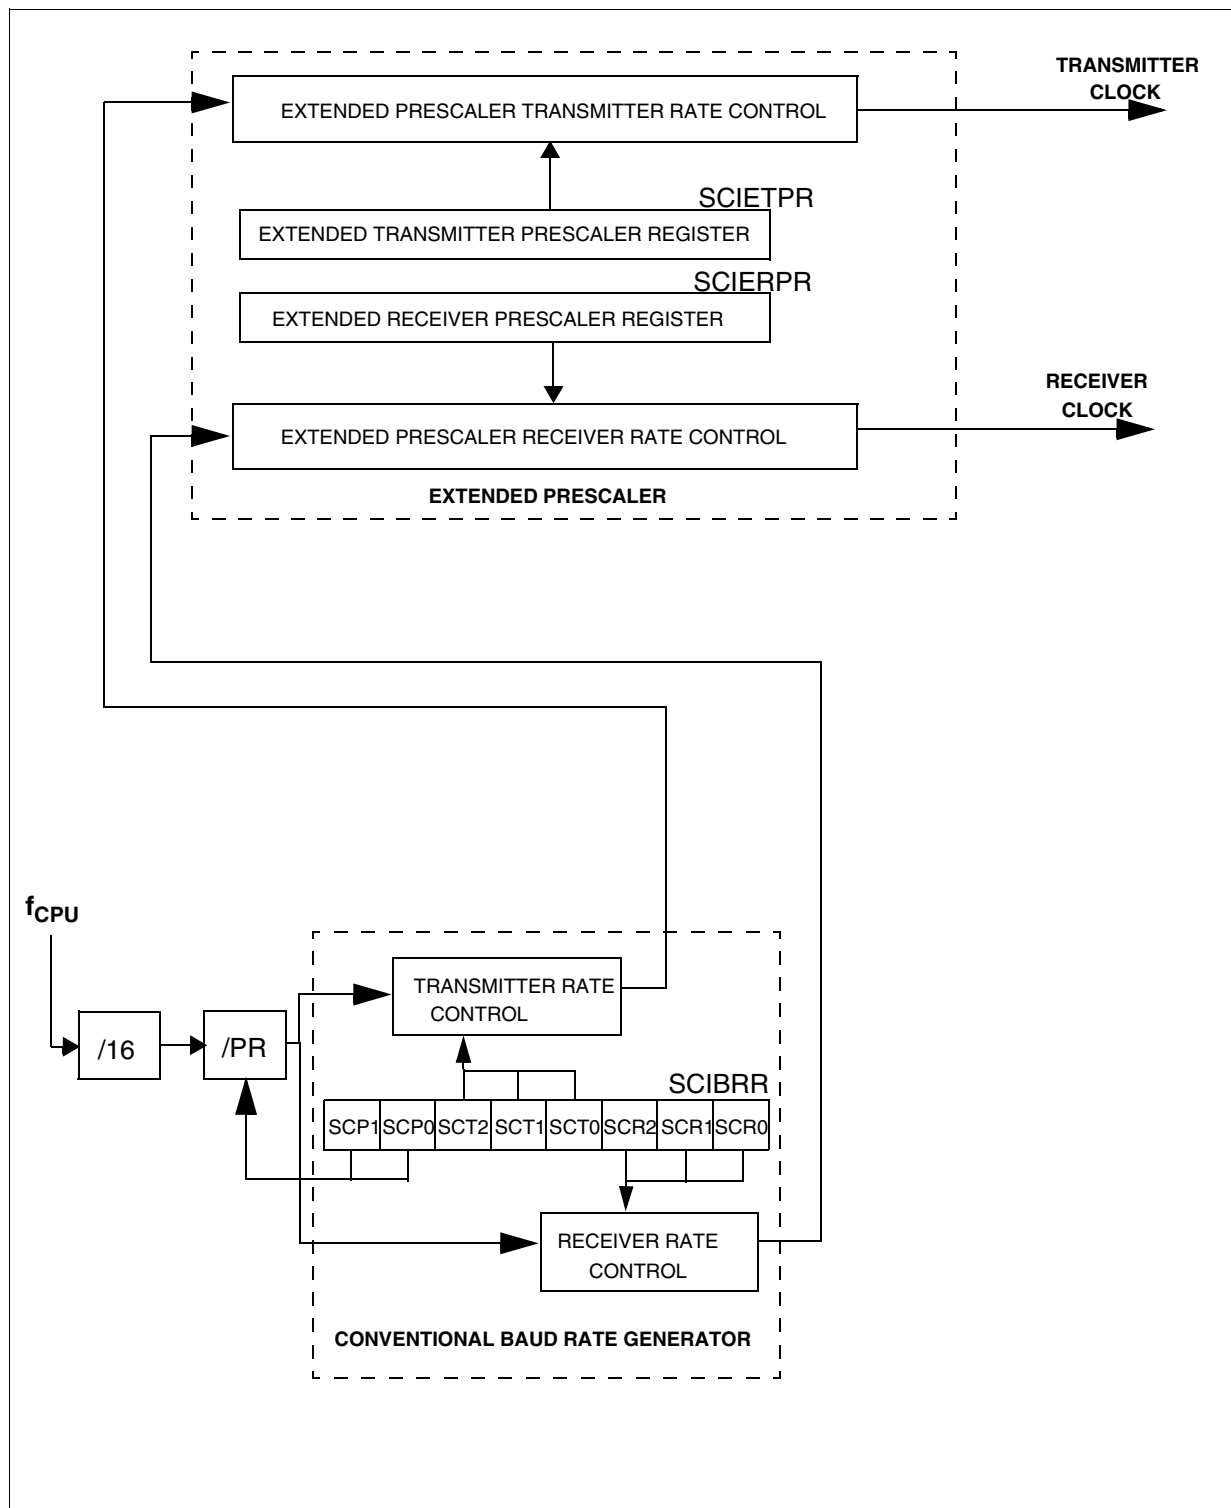 TRANSMITTER
CLOCK
EXTENDED PRESCALER TRANSMITTER RATE CONTROL
SCIETPR
EXTENDED TRANSMITTER PRESCALER REGISTER
SCIERPR
EXTENDED RECEIVER PRESCALER REGISTER
RECEIVER
CLOCK
EXTENDED PRESCALER RECEIVER RATE CONTROL
EXTENDED PRESCALER
fCPU
TRANSMITTER RATE
CONTROL
/16
/PR
SCIBRR
SCP1 SCP0 SCT2 SCT1 SCT0 SCR2 SCR1 SCR0
RECEIVER RATE
CONTROL
CONVENTIONAL BAUD RATE GENERATOR